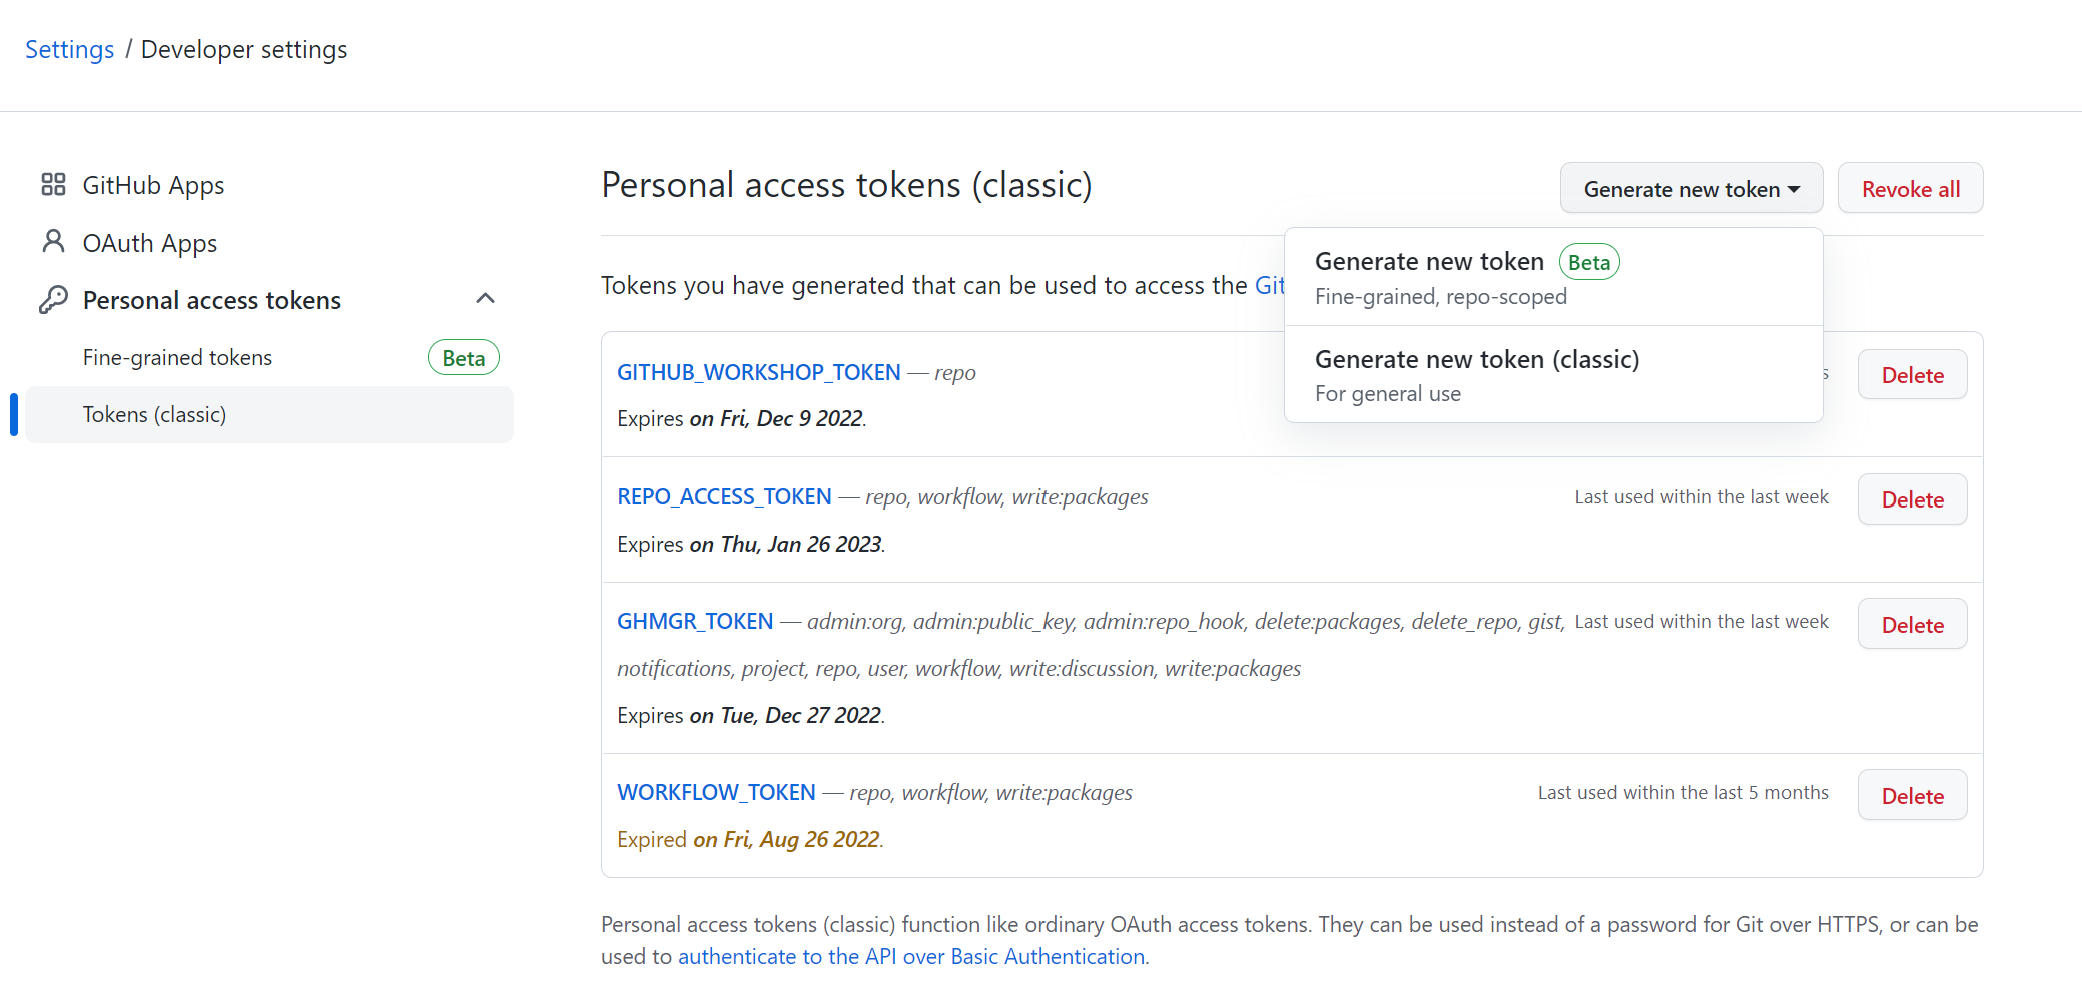 Settings / Developer settings
GitHub Apps
OAuth Apps
Personal access tokens
Fine-grained tokens Beta
Tokens (classic)
Personal access tokens (classic)
Generate new token
Revoke all
Generate new token Beta
Fine-grained, repo-scoped
Generate new token (classic)
For general use
Tokens you have generated that can be used to access the Git
GITHUB_WORKSHOP_TOKEN — repo
s
Delete
Expires on Fri, Dec 9 2022.
REPO_ACCESS_TOKEN — repo, workflow, write:packages
Last used within the last week
Delete
Expires on Thu, Jan 26 2023.
GHMGR_TOKEN — admin:org, admin:public_key, admin:repo_hook, delete:packages, delete_repo, gist,
Last used within the last week
Delete
notifications, project, repo, user, workflow, write:discussion, write:packages
Expires on Tue, Dec 27 2022.
WORKFLOW_TOKEN — repo, workflow, write:packages
Last used within the last 5 months
Delete
Expired on Fri, Aug 26 2022.
Personal access tokens (classic) function like ordinary OAuth access tokens. They can be used instead of a password for Git over HTTPS, or can be
used to authenticate to the API over Basic Authentication.